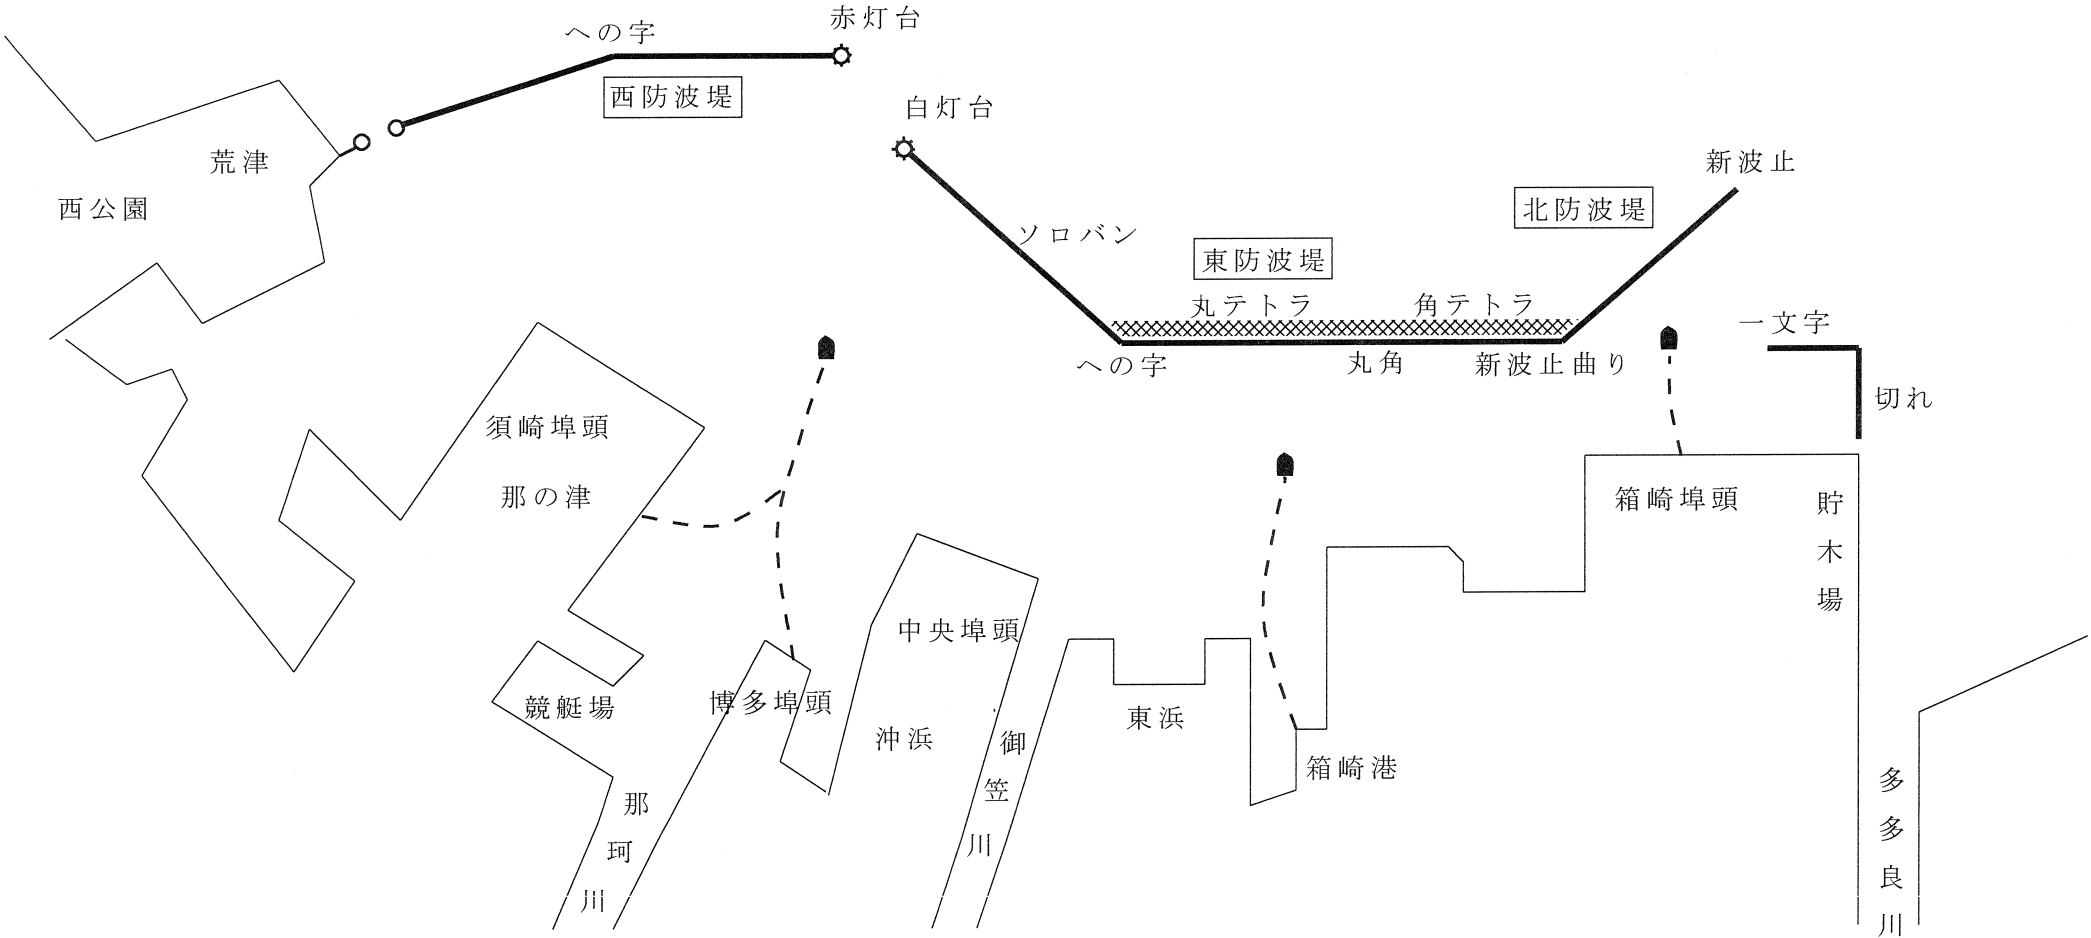 赤灯台
への字
西防波堤
白灯台
荒津
新波止
西公園
北防波堤
ソロバン
東防波堤
丸テトラ
角テトラ
一文字
への字
丸角
新波止曲り
切れ
須崎埠頭
那の津
箱崎埠頭
貯木場
中央埠頭
競艇場
博多埠頭
東浜
沖浜
御笠川
箱崎港
那珂川
多多良川